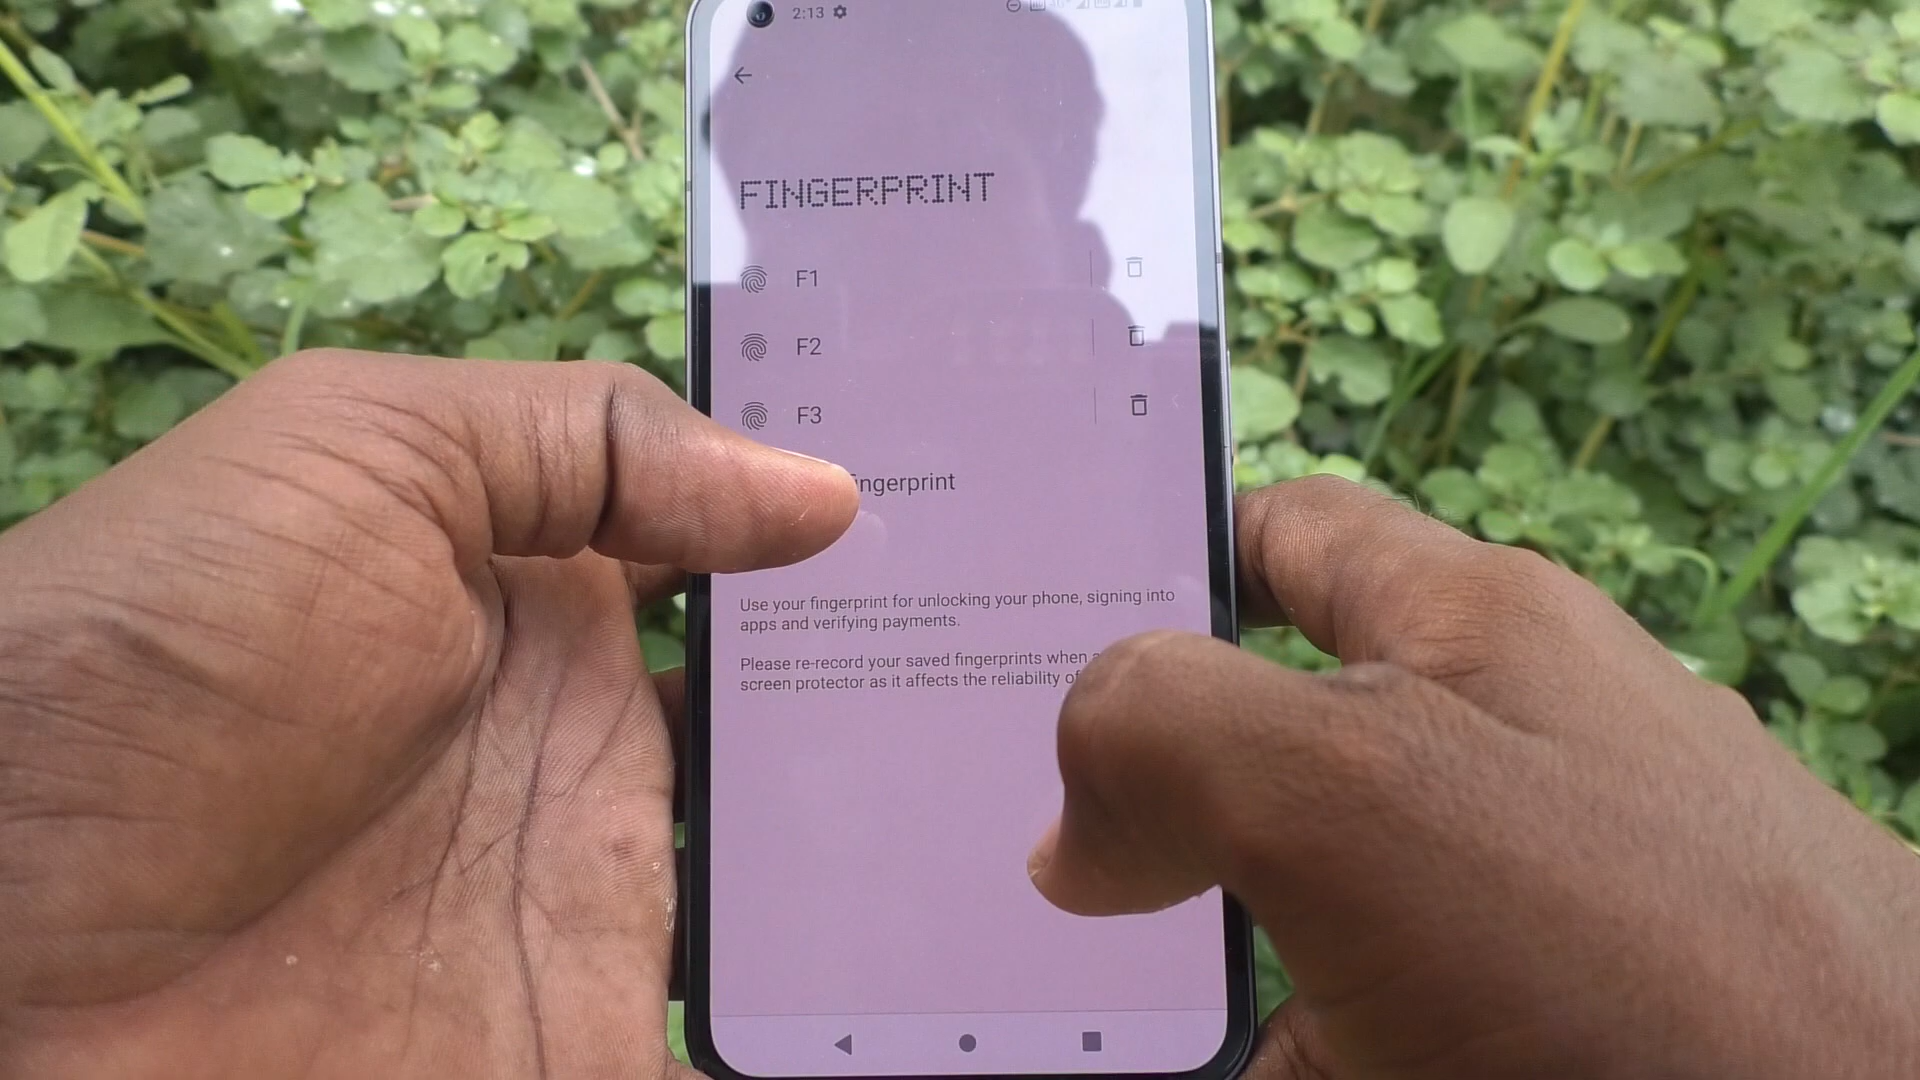 2:13
FINGERPRINT
F1
F2
F3
fingerprint
Use your fingerprint for unlocking your phone, signing into
apps and verifying payments.
Please re-record your saved fingerprints when
screen protector as it affects the reliability of